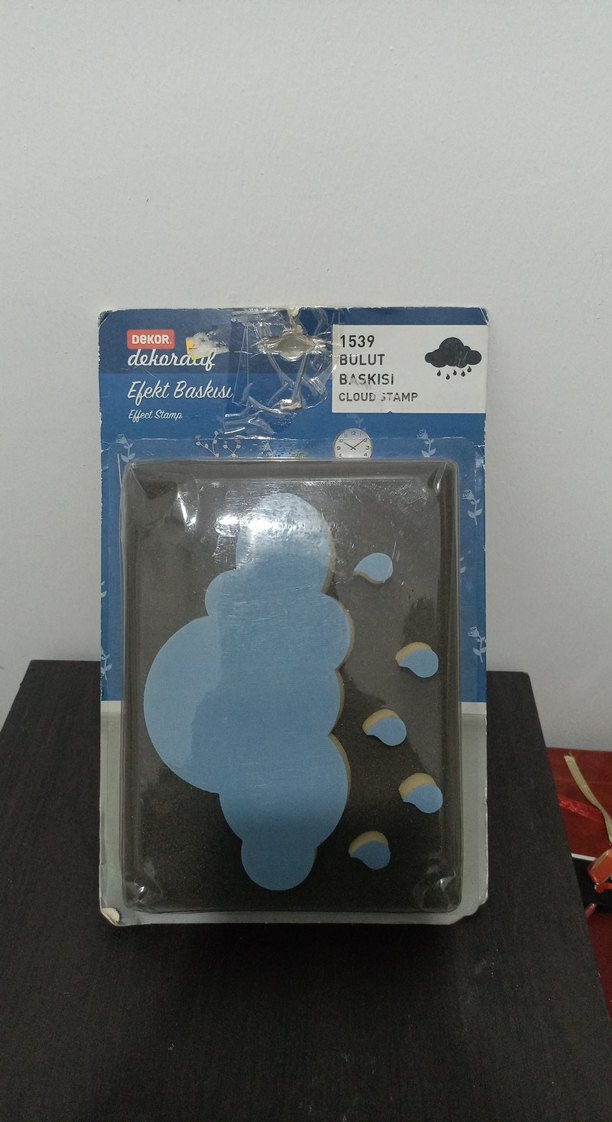 DEKOR®
dekoratif
Efekt Baskısı
Effect Stamp
1539
BULUT
BASKISI
CLOUD STAMP